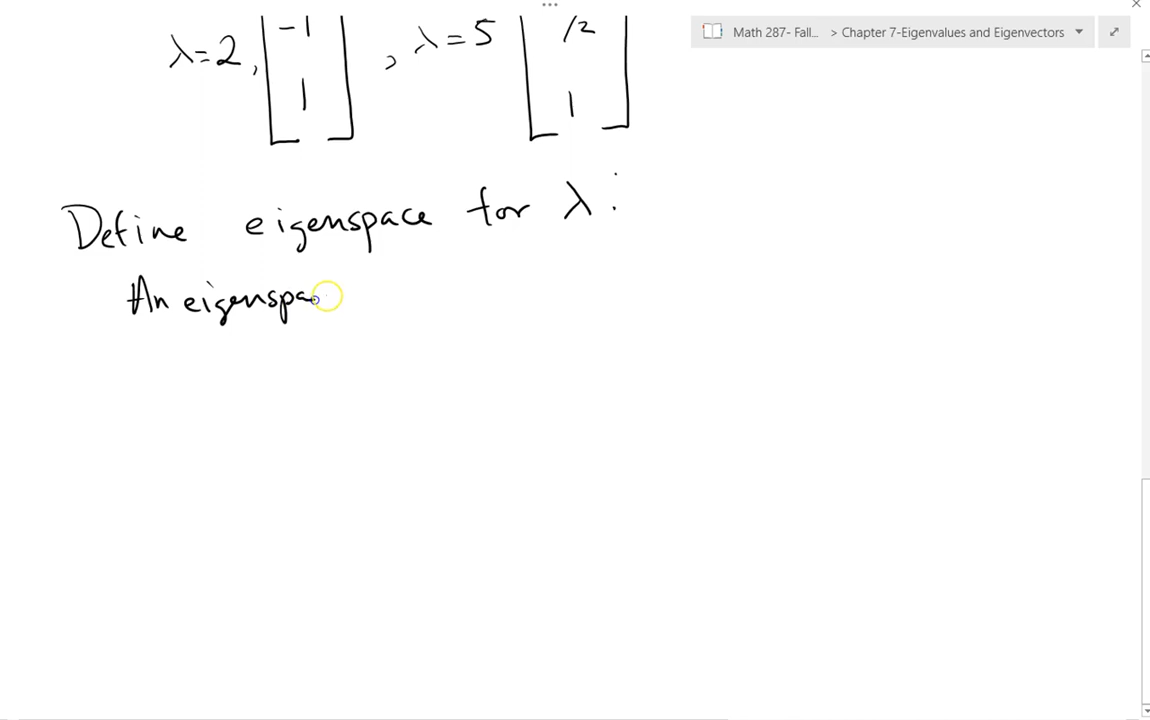 Math 287- Fall... > Chapter 7-Eigenvalues and Eigenvectors
λ=2, [-1 1], λ=5 [/2 1]
Define eigenspace for λ:
An eigenspa